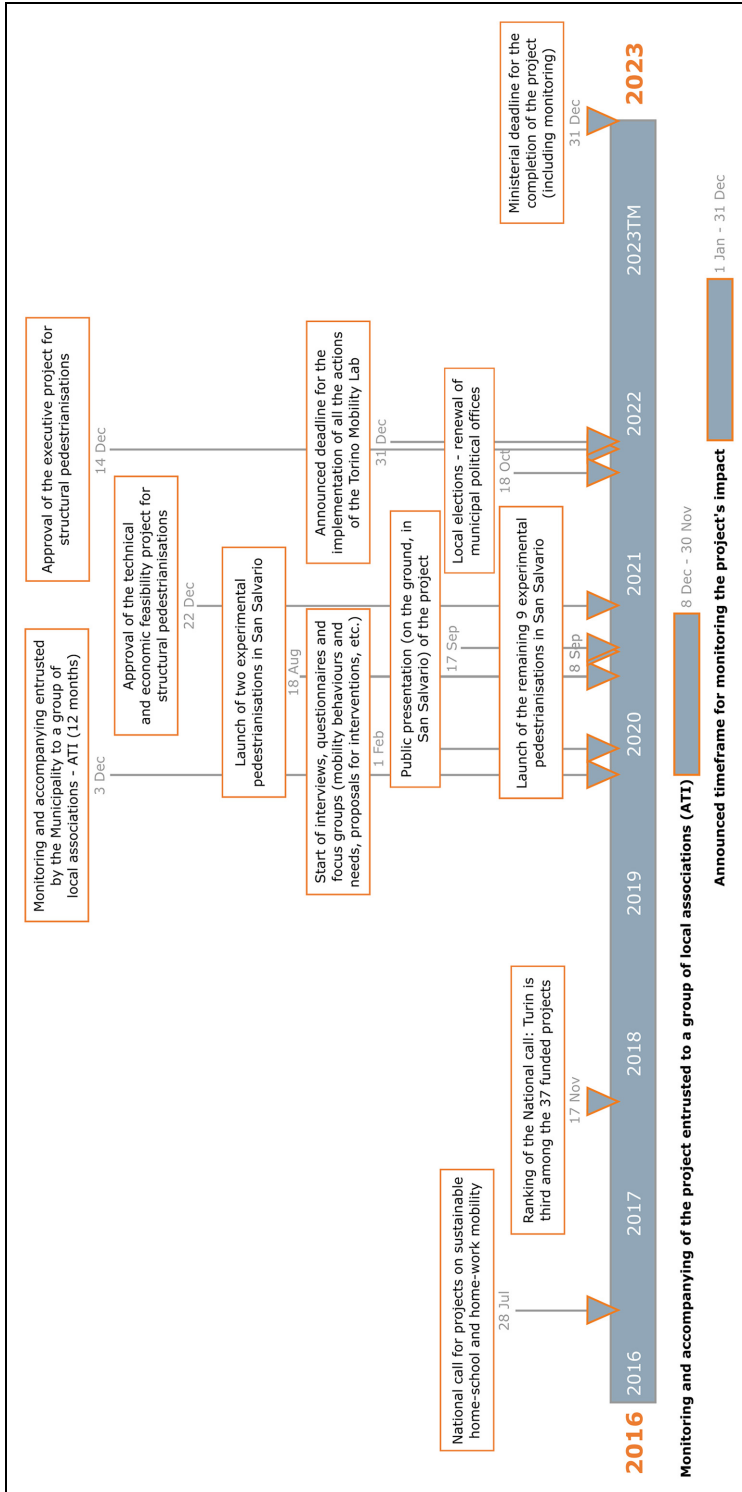 National call for projects on sustainable
home-school and home-work mobility
28 Jul
Ranking of the National call: Turin is
third among the 37 funded projects
17 Nov
Monitoring and accompanying entrusted
by the Municipality to a group of
local associations - ATI (12 months)
3 Dec
Start of interviews, questionnaires and
focus groups (mobility behaviours and
needs, proposals for interventions, etc.)
1 Feb
Launch of two experimental
pedestrianisations in San Salvario
18 Aug
Launch of the remaining 9 experimental
pedestrianisations in San Salvario
8 Sep
Public presentation (on the ground, in
San Salvario) of the project
17 Sep
Approval of the technical
and economic feasibility project for
structural pedestrianisations
22 Dec
Local elections - renewal of
municipal political offices
18 Oct
Approval of the executive project for
structural pedestrianisations
14 Dec
Announced deadline for the
implementation of all the actions
of the Torino Mobility Lab
31 Dec
Ministerial deadline for the
completion of the project
(including monitoring)
31 Dec
2016
2016
2017
2018
2019
2020
2021
2022
2023TM
2023
Monitoring and accompanying of the project entrusted to a group of local associations (ATI)
8 Dec - 30 Nov
Announced timeframe for monitoring the project's impact
1 Jan - 31 Dec